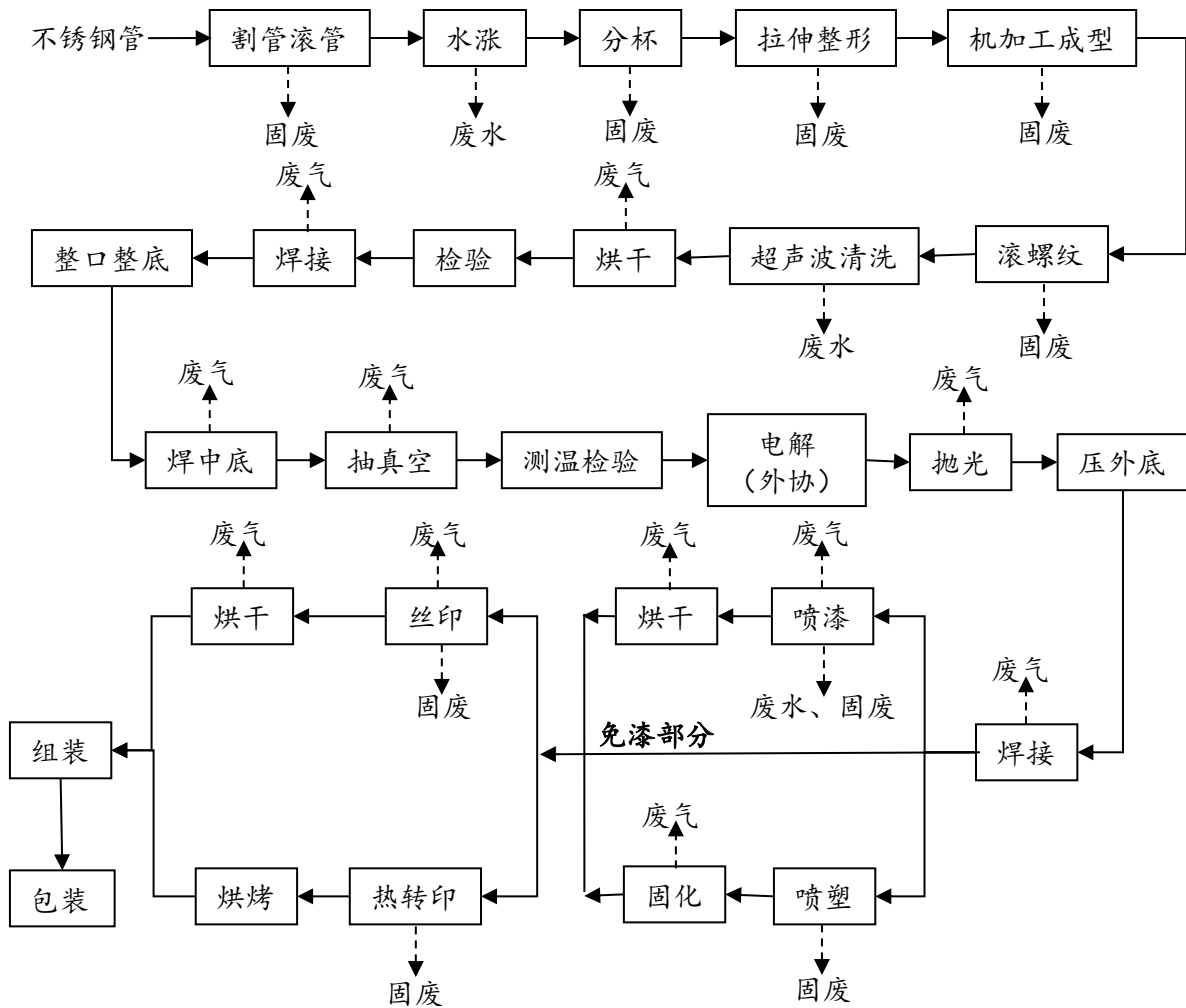 不锈钢管
割管滚管
水涨
分杯
拉伸整形
机加工成型
固废
废水
固废
固废
固废
废气
废气
整口整底
焊接
检验
烘干
超声波清洗
滚螺纹
废水
固废
废气
废气
废气
焊中底
抽真空
测温检验
电解
（外协）
抛光
压外底
废气
废气
废气
废气
烘干
丝印
烘干
喷漆
固废
废水、固废
废气
组装
免漆部分
焊接
废气
包装
烘烤
热转印
固化
喷塑
固废
固废